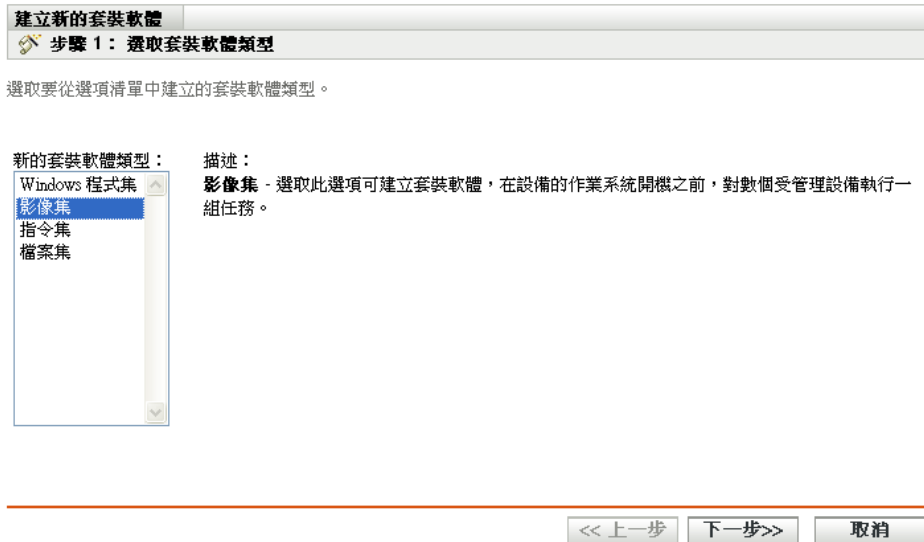 建立新的套裝軟體
步驟 1： 選取套裝軟體類型
選取要從選項清單中建立的套裝軟體類型。
新的套裝軟體類型：
Windows 程式集
影像集
指令集
檔案集
描述：
影像集 - 選取此選項可建立套裝軟體，在設備的作業系統開機之前，對數個受管理設備執行一
組任務。
<< 上一步
下一步>>
取消